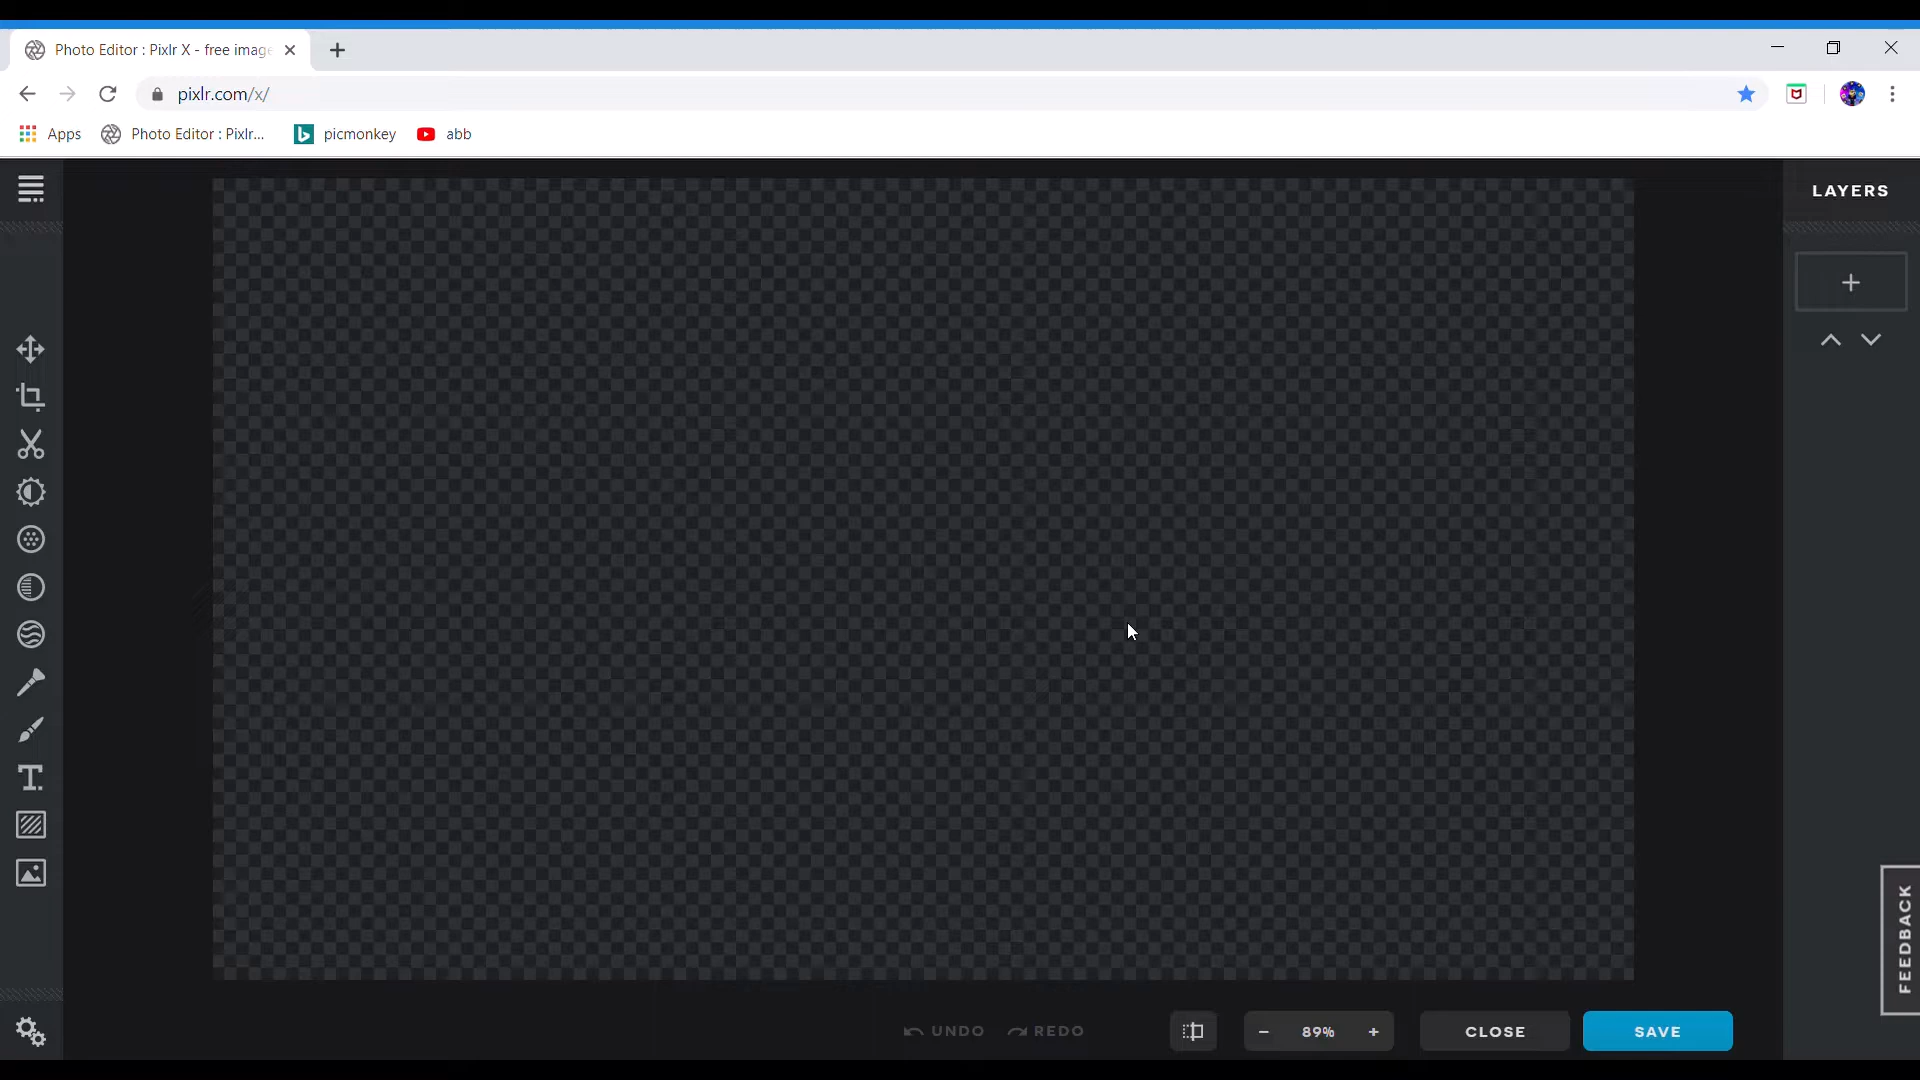 Photo Editor : Pixlr X - free image
pixlr.com/x/
Apps
Photo Editor : Pixlr...
picmonkey
abb
LAYERS
UNDO
REDO
89%
CLOSE
SAVE
FEEDBACK